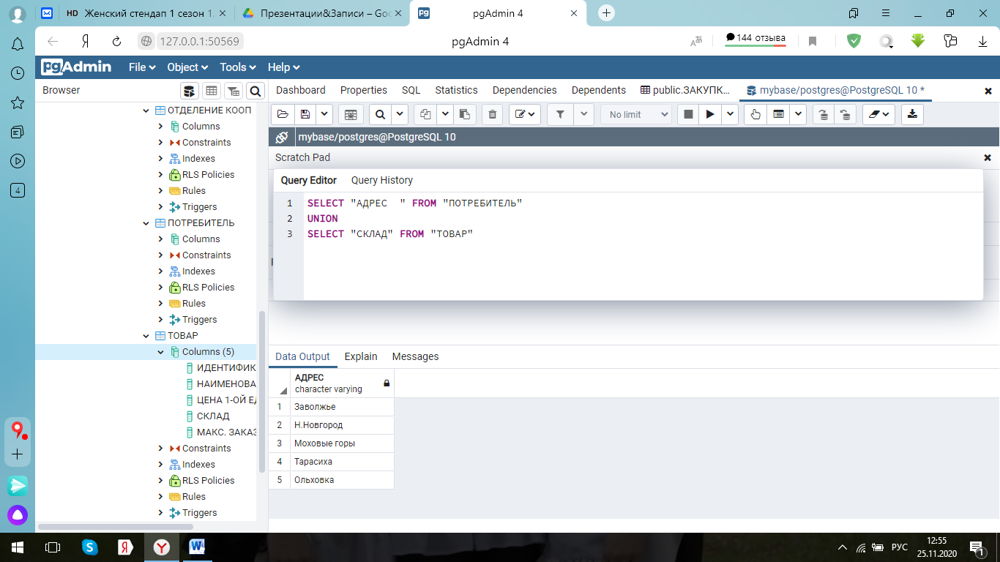 HD Женский стендап 1 сезон 1.
Презентации&Записи – Goo
pgAdmin 4
127.0.0.1:50569
pgAdmin 4
144 отзыва
pgAdmin
File Object Tools Help
Browser
Dashboard Properties SQL Statistics Dependencies Dependents public.ЗАКУПК... mybase/postgres@PostgreSQL 10 *
No limit
mybase/postgres@PostgreSQL 10
Scratch Pad
Query Editor Query History
1 SELECT "АДРЕС  " FROM "ПОТРЕБИТЕЛЬ"
2 UNION
3 SELECT "СКЛАД" FROM "ТОВАР"
Data Output Explain Messages
АДРЕС
character varying
1 Заволжье
2 Н.Новгород
3 Моховые горы
4 Тарасиха
5 Ольховка
ОТДЕЛЕНИЕ КООП
Columns
Constraints
Indexes
RLS Policies
Rules
Triggers
ПОТРЕБИТЕЛЬ
Columns
Constraints
Indexes
RLS Policies
Rules
Triggers
ТОВАР
Columns (5)
ИДЕНТИФИК
НАИМЕНОВА
ЦЕНА 1-ОЙ ЕД
СКЛАД
МАКС. ЗАКАЗ
Constraints
Indexes
RLS Policies
Rules
Triggers
4
РУС
12:55
25.11.2020
1